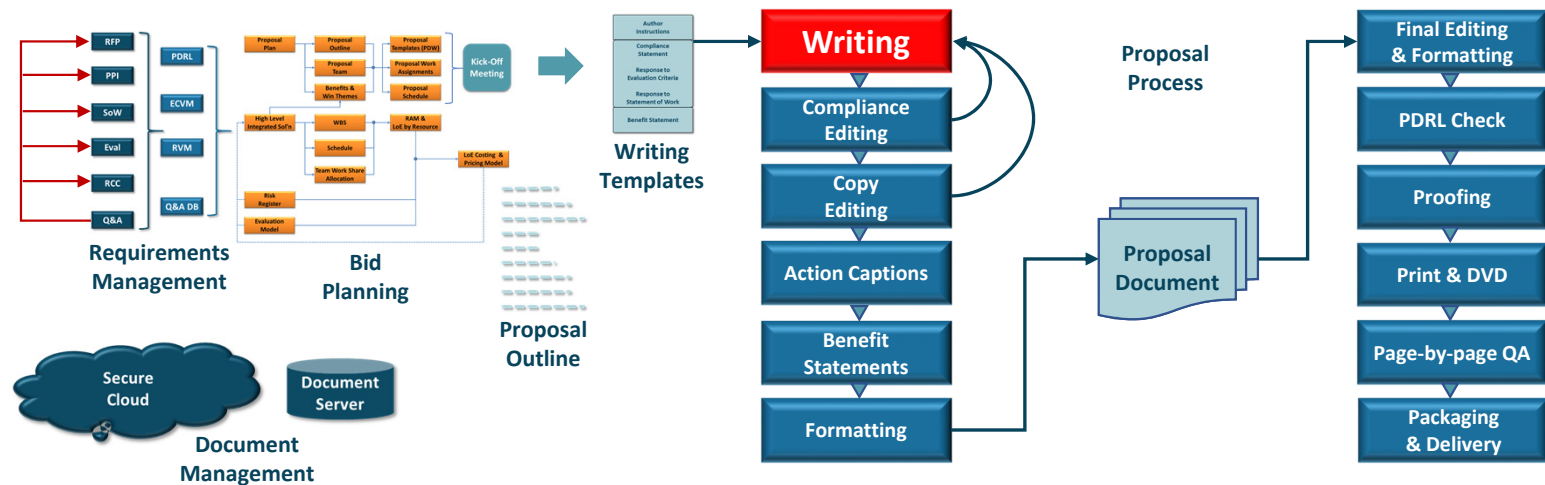 RFP
PPI
SoW
Eval
RCC
Q&A
PDRL
ECVM
RVM
Q&A DB
Requirements
Management
Proposal
Plan
Proposal
Outline
Proposal
Templates (PDW)
Proposal
Team
Proposal Work
Assignments
Benefits &
Win Themes
Proposal
Schedule
Kick-Off
Meeting
High Level
Integrated Sol'n
WBS
RAM &
LoE by Resource
Schedule
Team Work Share
Allocation
LoE Costing &
Pricing Model
Risk
Register
Evaluation
Model
Bid
Planning
Proposal
Outline
Secure
Cloud
Document
Server
Document
Management
Author
Instructions
Compliance
Statement
Response to
Evaluation Criteria
Response to
Statement of Work
Benefit Statement
Writing
Templates
Writing
Compliance
Editing
Copy
Editing
Action Captions
Benefit
Statements
Formatting
Proposal
Process
Proposal
Document
Final Editing
& Formatting
PDRL Check
Proofing
Print & DVD
Page-by-page QA
Packaging
& Delivery